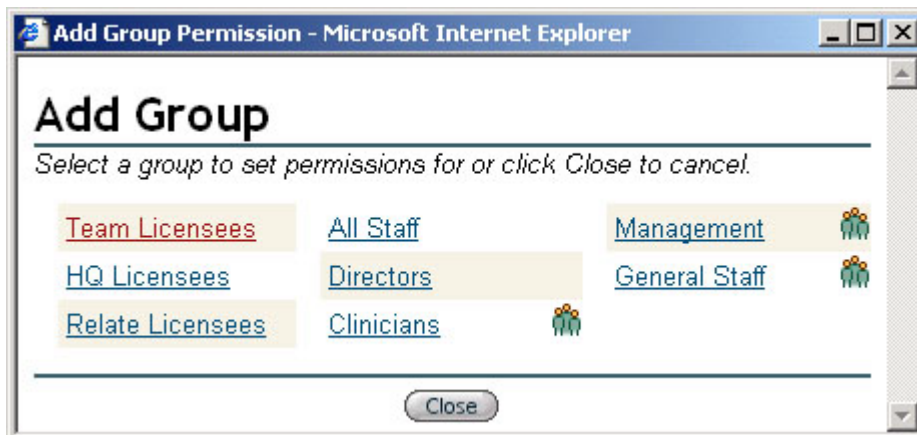 Add Group Permission - Microsoft Internet Explorer
Add Group
Select a group to set permissions for or click Close to cancel.
Team Licensees All Staff Management
HQ Licensees Directors General Staff
Relate Licensees Clinicians
Close